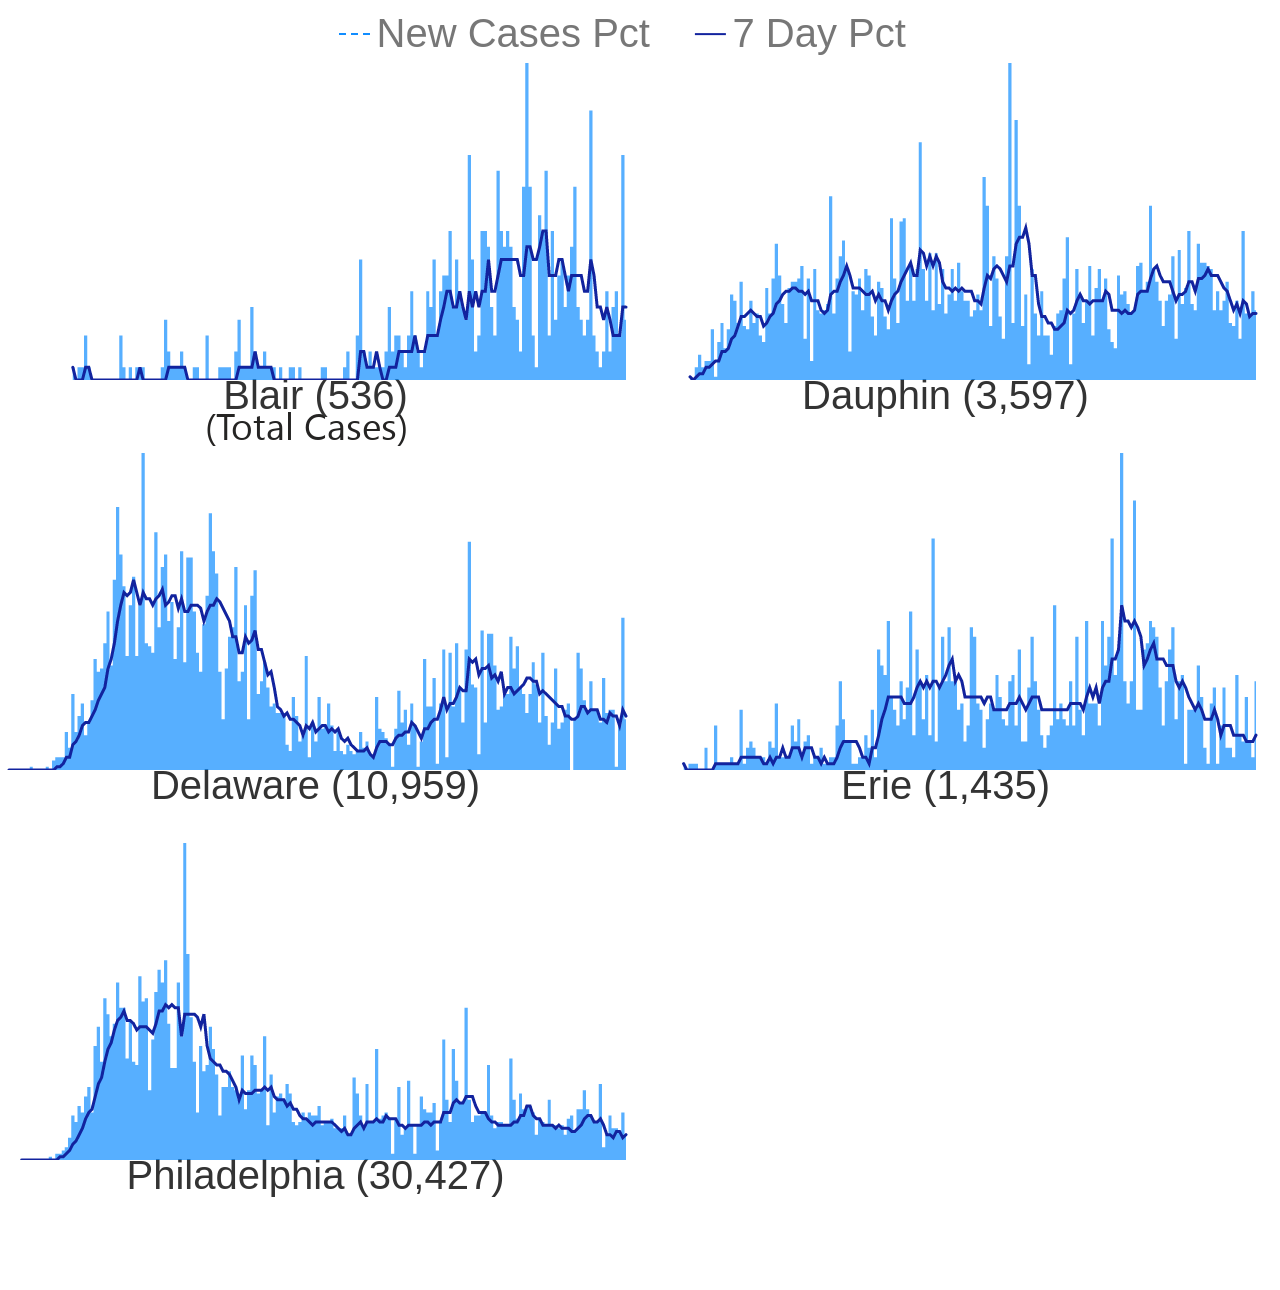 New Cases Pct 7 Day Pct
Blair (536) Dauphin (3,597)
(Total Cases)
Delaware (10,959) Erie (1,435)
Philadelphia (30,427)